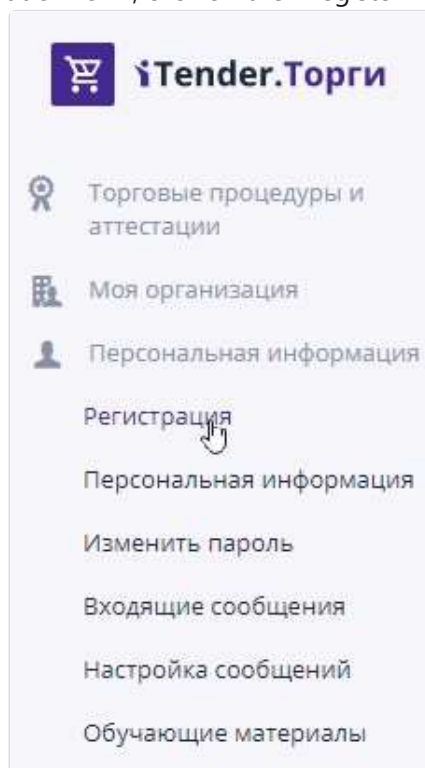 iTender.Торги
Торговые процедуры и
аттестации
Моя организация
Персональная информация
Регистрация
Персональная информация
Изменить пароль
Входящие сообщения
Настройка сообщений
Обучающие материалы